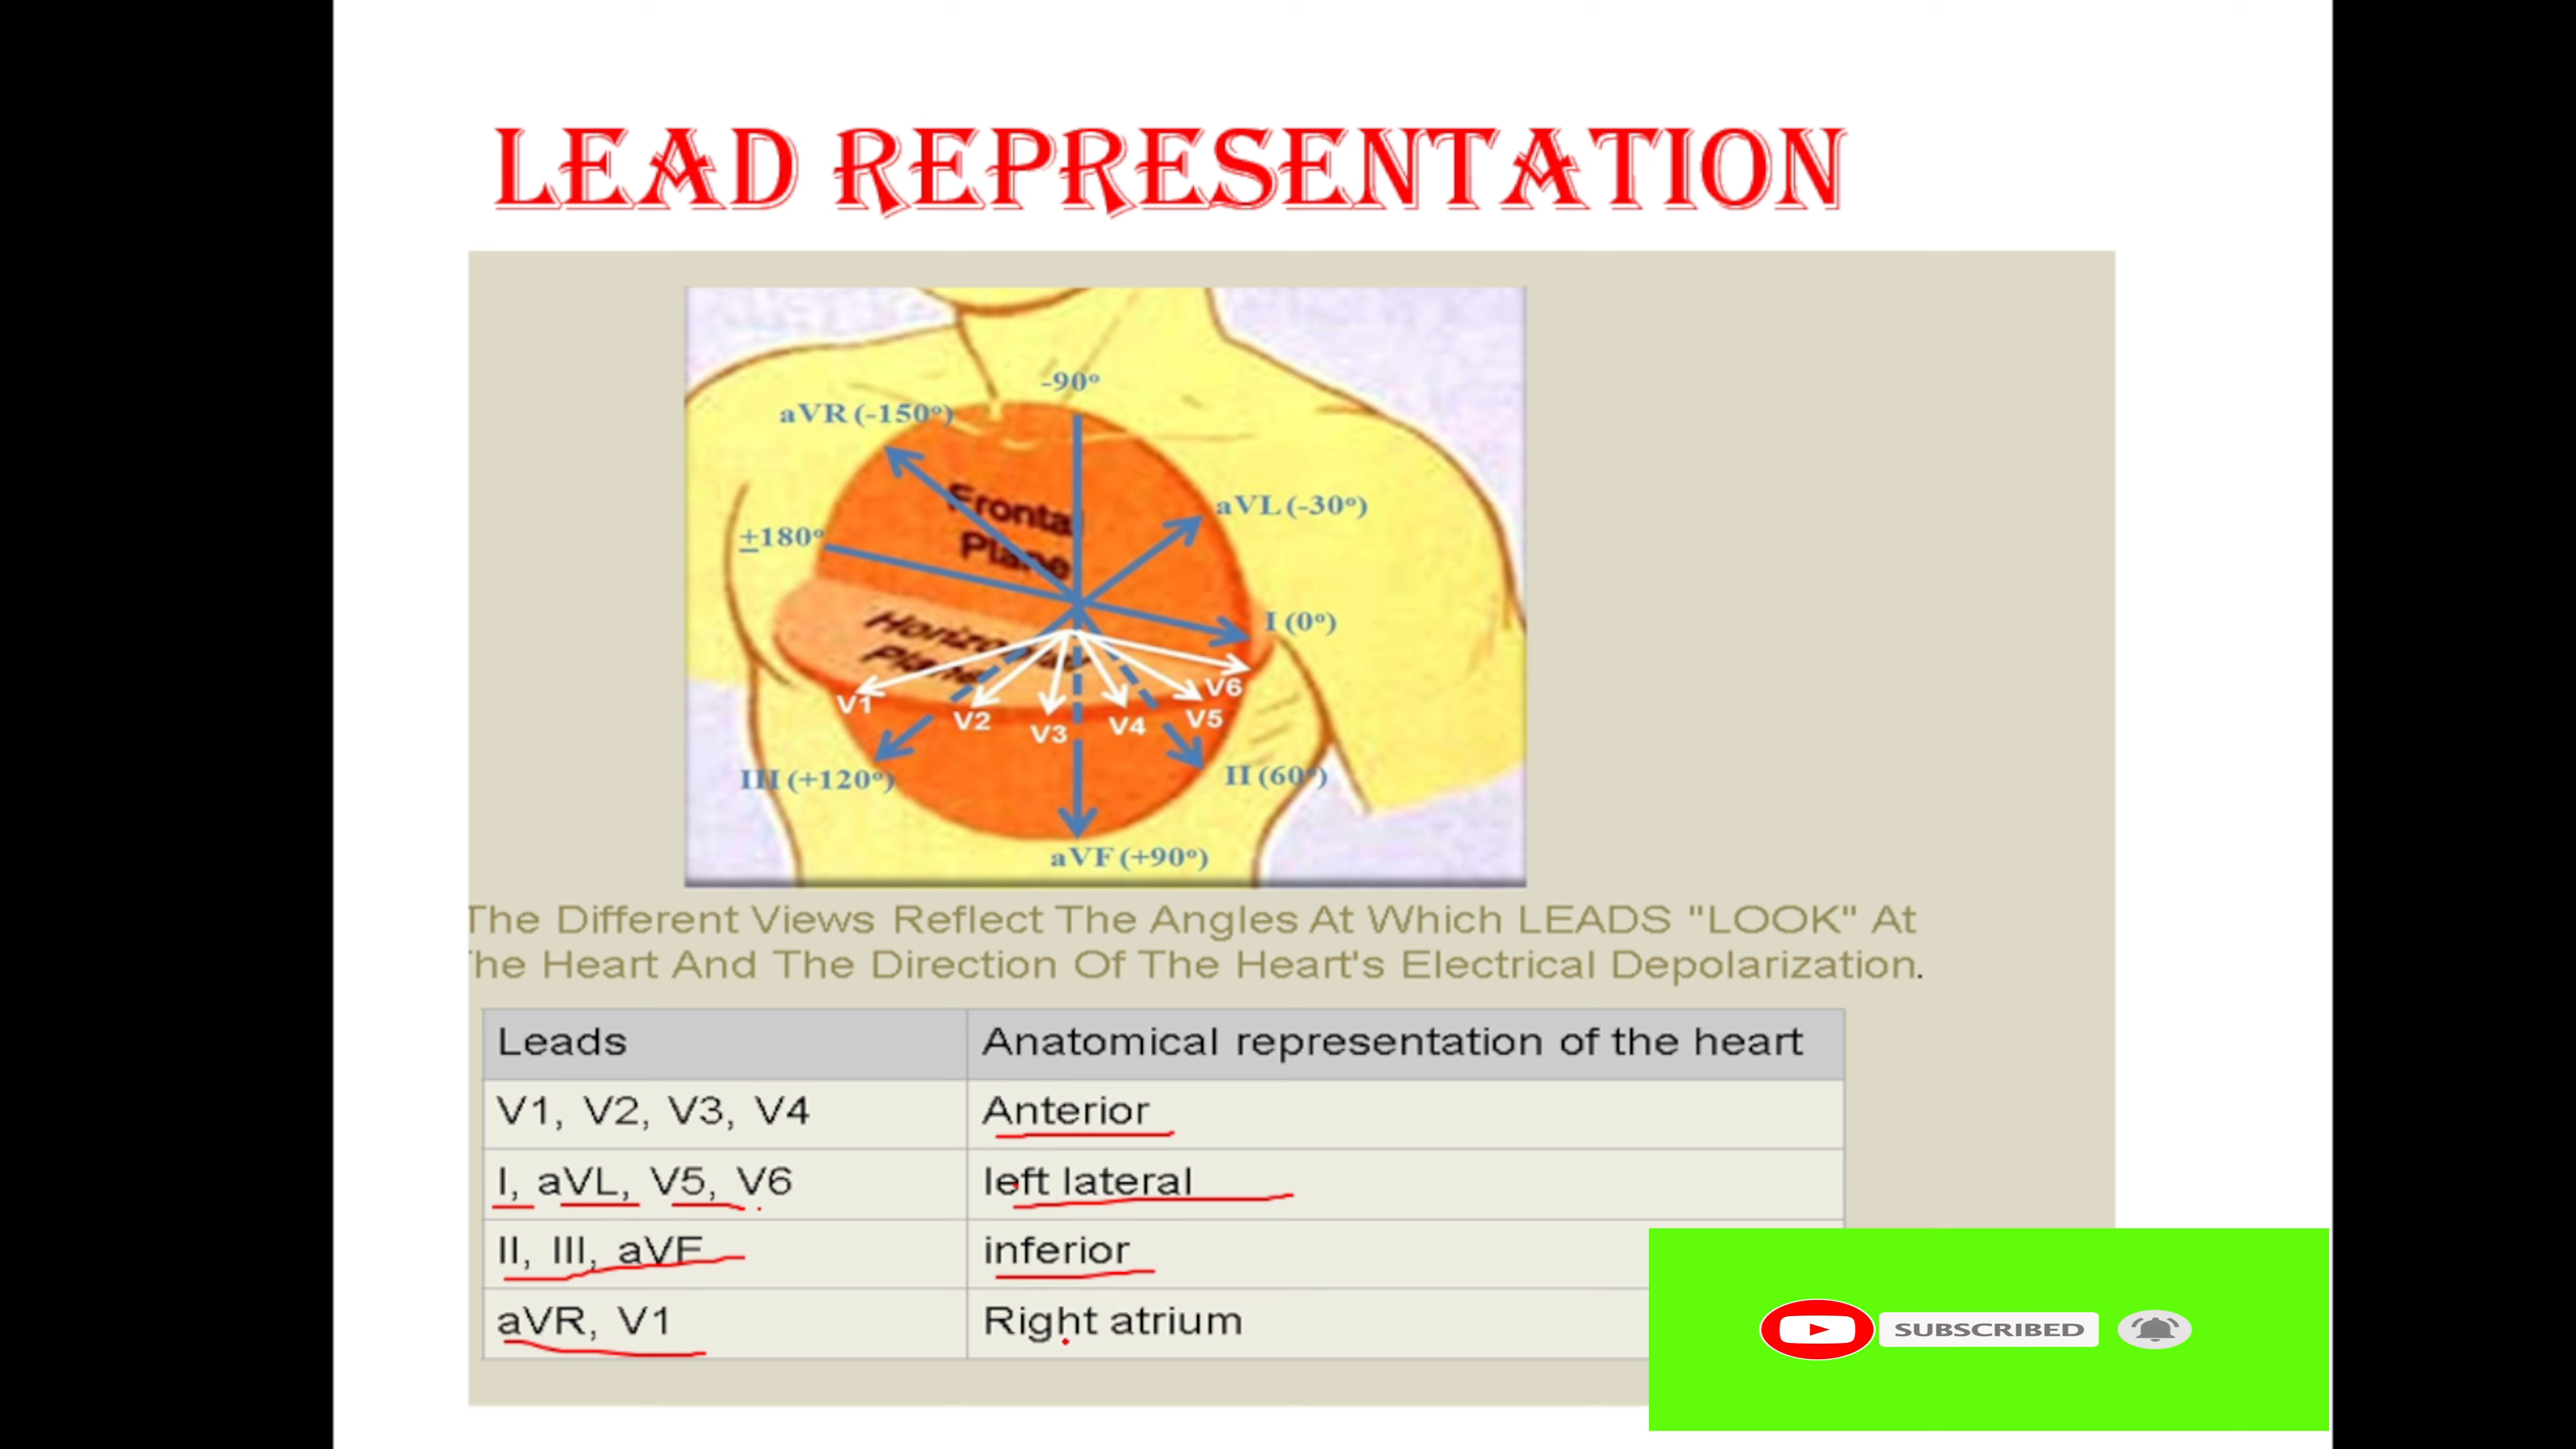 LEAD REPRESENTATION
-90°
aVR (-150°)
aVL (-30°)
Frontal
Plane
±180°
I (0°)
Horizontal
Plane
V6
V1
V2
V5
V4
V3
III (+120°)
II (60°)
aVF (+90°)
The Different Views Reflect The Angles At Which LEADS "LOOK" At
The Heart And The Direction Of The Heart's Electrical Depolarization.
Leads Anatomical representation of the heart
V1, V2, V3, V4 Anterior
I, aVL, V5, V6 left lateral
II, III, aVF inferior
aVR, V1 Right atrium
SUBSCRIBED